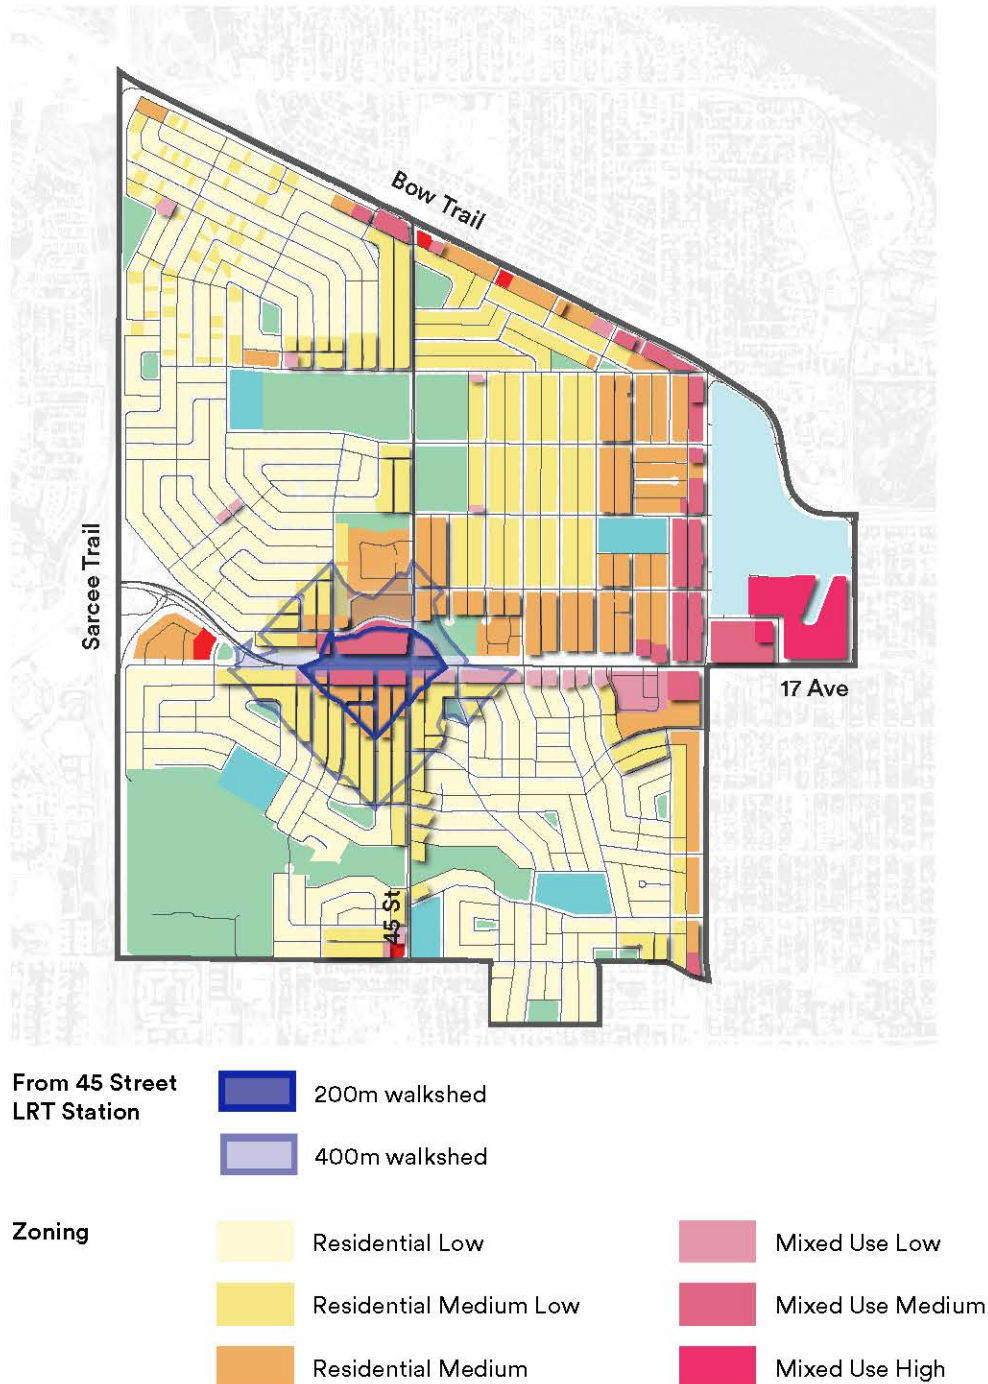 Bow Trail
Sarcee Trail
17 Ave
45 St
From 45 Street
LRT Station
200m walkshed
400m walkshed
Zoning
Residential Low
Mixed Use Low
Residential Medium Low
Mixed Use Medium
Residential Medium
Mixed Use High